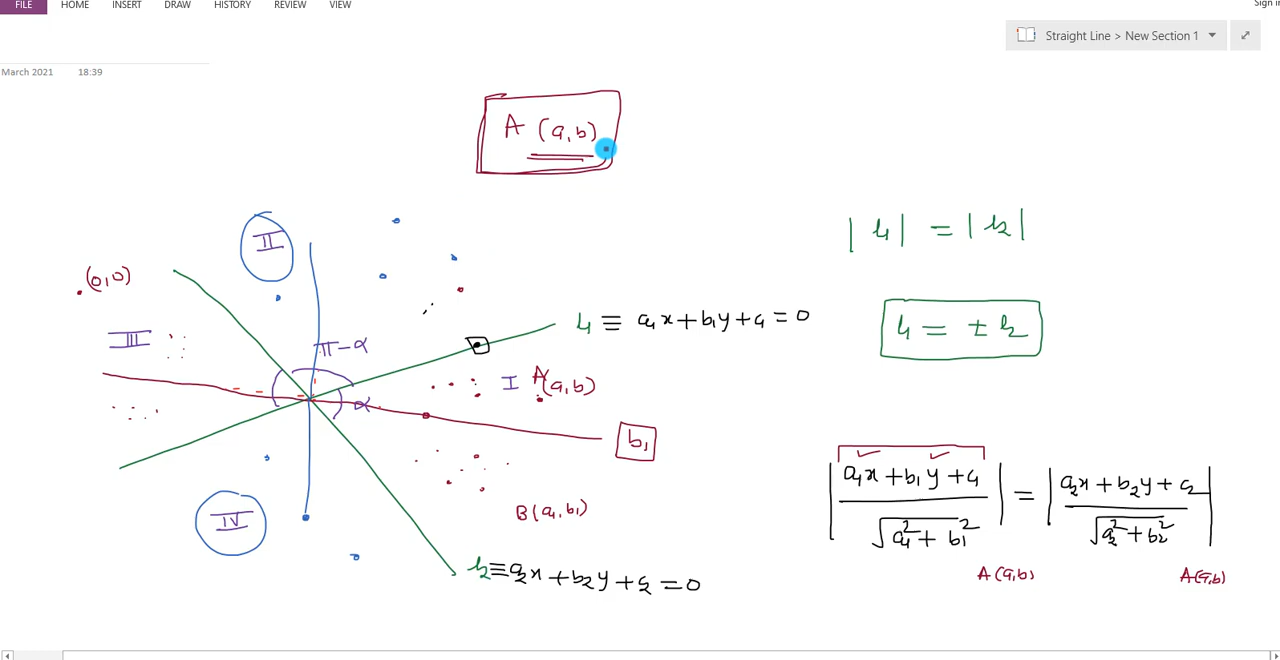 FILE HOME INSERT DRAW HISTORY REVIEW VIEW
Sign in
Straight Line > New Section 1
March 2021 18:39
A (a,b)
II
|L₁| = |L₂|
(0,0)
L₁ ≡ a₁x+b₁y+c₁=0
L₁ = ± L₂
III
π-α
I A(a,b)
α
b₁
|a₁x+b₁y+c₁ / √a₁²+b₁²| = |a₂x+b₂y+c₂ / √a₂²+b₂²|
B(a₁,b₁)
IV
L₂≡a₂x+b₂y+c₂=0
A(a,b) A(a,b)